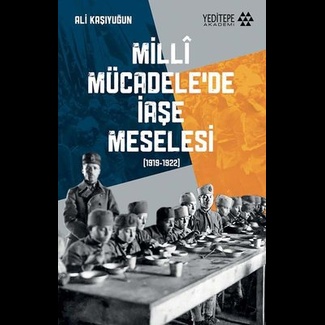 ALİ KAŞIYUĞUN
YEDİTEPE
AKADEMİ
MİLLÎ
MÜCADELE'DE
İAŞE
MESELESİ
(1919-1922)